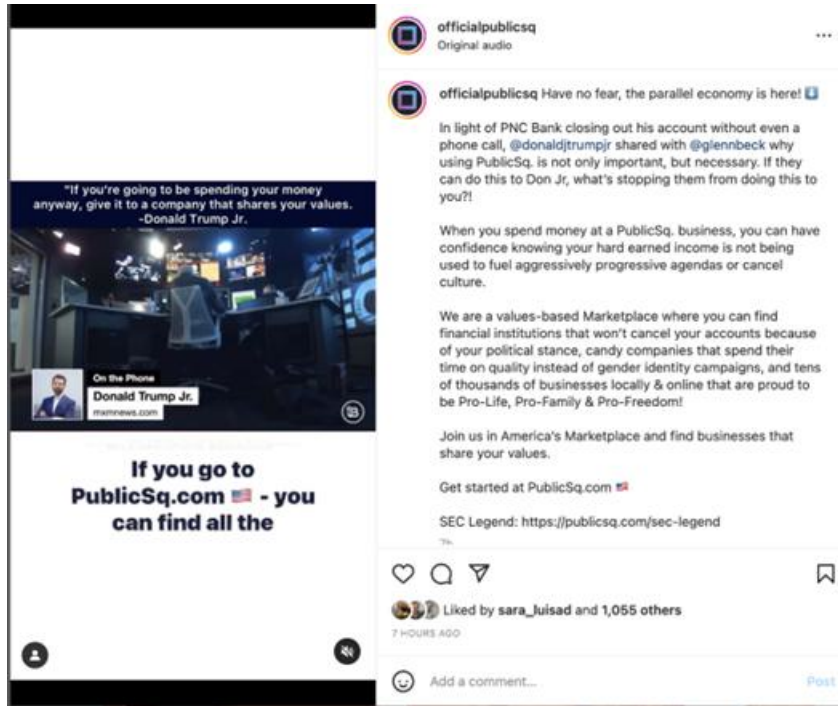 "If you're going to be spending your money
anyway, give it to a company that shares your values.
-Donald Trump Jr.
On the Phone
Donald Trump Jr.
mxmnews.com
If you go to
PublicSq.com 🇺🇸 - you
can find all the
officialpublicsq
Original audio
officialpublicsq Have no fear, the parallel economy is here! ⬇️
In light of PNC Bank closing out his account without even a
phone call, @donaldjtrumpjr shared with @glennbeck why
using PublicSq. is not only important, but necessary. If they
can do this to Don Jr, what's stopping them from doing this to
you?!
When you spend money at a PublicSq. business, you can have
confidence knowing your hard earned income is not being
used to fuel aggressively progressive agendas or cancel
culture.
We are a values-based Marketplace where you can find
financial institutions that won't cancel your accounts because
of your political stance, candy companies that spend their
time on quality instead of gender identity campaigns, and tens
of thousands of businesses locally & online that are proud to
be Pro-Life, Pro-Family & Pro-Freedom!
Join us in America's Marketplace and find businesses that
share your values.
Get started at PublicSq.com 🇺🇸
SEC Legend: https://publicsq.com/sec-legend
Liked by sara_luisad and 1,055 others
7 HOURS AGO
Add a comment...
Post